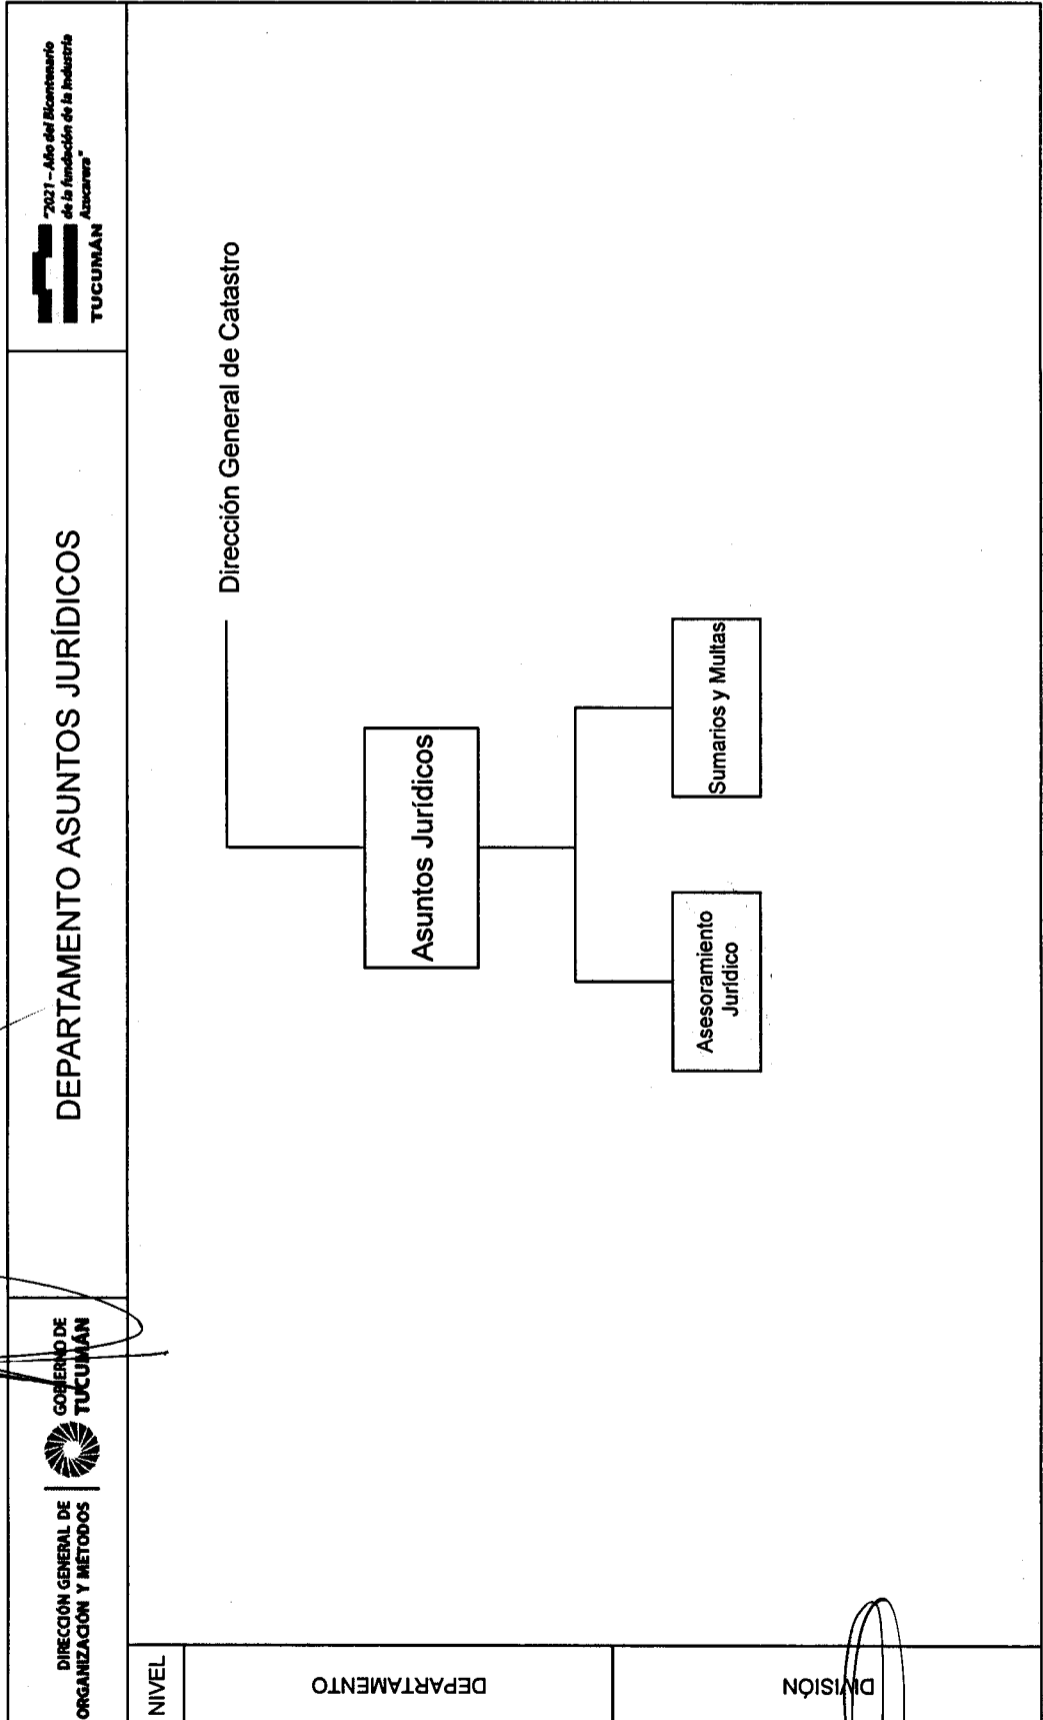 DIRECCIÓN GENERAL DE
ORGANIZACIÓN Y MÉTODOS
GOBIERNO DE
TUCUMÁN
DEPARTAMENTO ASUNTOS JURÍDICOS
"2021 – Año del Bicentenario
de la fundación de la Industria
Azucarera"
TUCUMÁN
NIVEL
DEPARTAMENTO
DIVISIÓN
Dirección General de Catastro
Asuntos Jurídicos
Asesoramiento
Jurídico
Sumarios y Multas